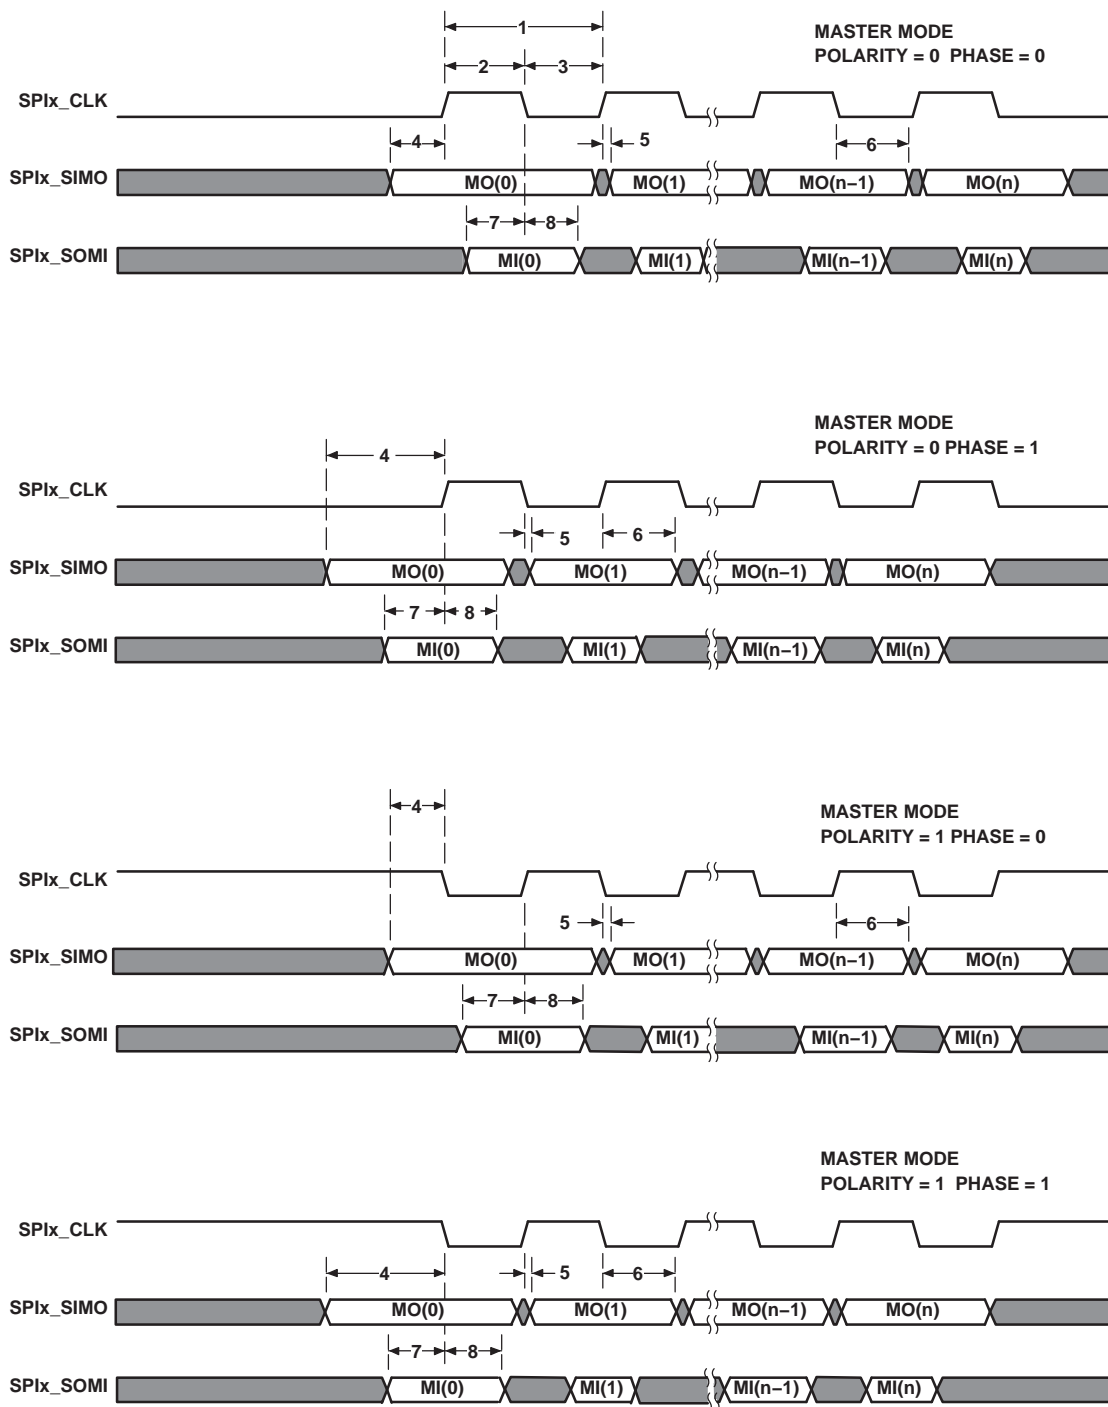 1
MASTER MODE
POLARITY = 0 PHASE = 0
2 3
SPIx_CLK
4 5 6
SPIx_SIMO MO(0) MO(1) MO(n−1) MO(n)
7 8
SPIx_SOMI MI(0) MI(1) MI(n−1) MI(n)
MASTER MODE
POLARITY = 0 PHASE = 1
4
SPIx_CLK
5 6
SPIx_SIMO MO(0) MO(1) MO(n−1) MO(n)
7 8
SPIx_SOMI MI(0) MI(1) MI(n−1) MI(n)
4
MASTER MODE
POLARITY = 1 PHASE = 0
SPIx_CLK
5 6
SPIx_SIMO MO(0) MO(1) MO(n−1) MO(n)
7 8
SPIx_SOMI MI(0) MI(1) MI(n−1) MI(n)
MASTER MODE
POLARITY = 1 PHASE = 1
SPIx_CLK
4 5 6
SPIx_SIMO MO(0) MO(1) MO(n−1) MO(n)
7 8
SPIx_SOMI MI(0) MI(1) MI(n−1) MI(n)